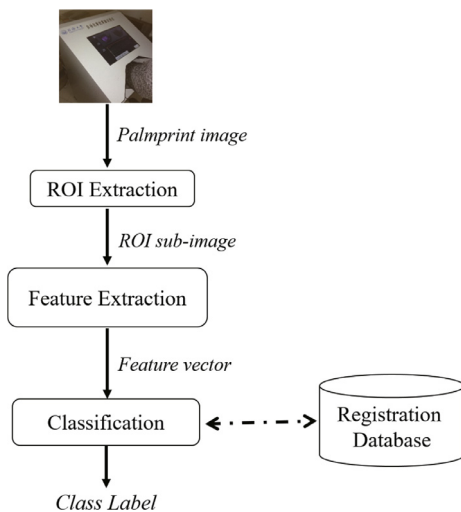 Palmprint image
ROI Extraction
ROI sub-image
Feature Extraction
Feature vector
Classification
Registration
Database
Class Label